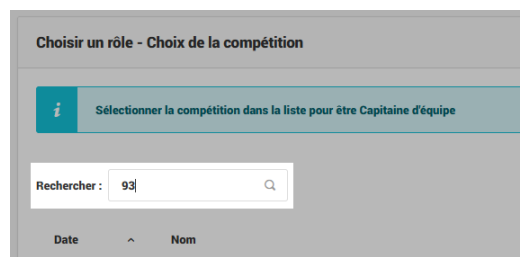 Choisir un rôle - Choix de la compétition
i Sélectionner la compétition dans la liste pour être Capitaine d'équipe
Rechercher : 93
Date Nom